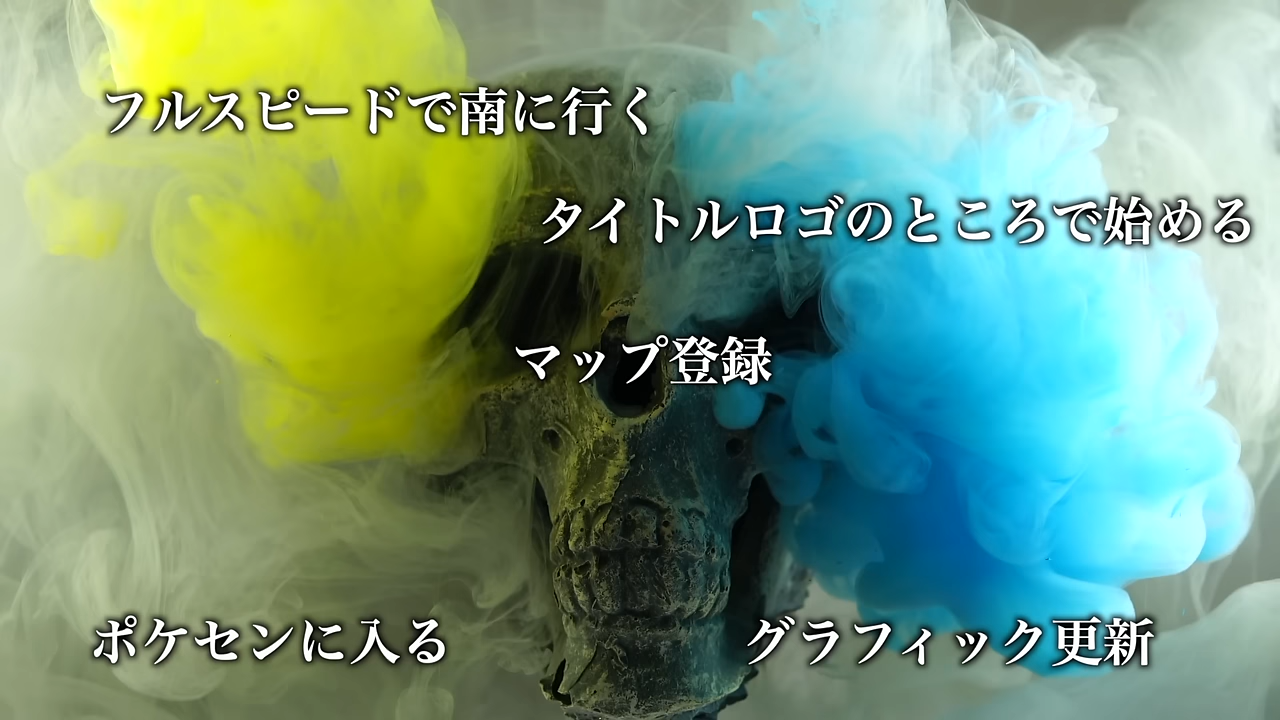 フルスピードで南に行く
タイトルロゴのところで始める
マップ登録
ポケセンに入る
グラフィック更新